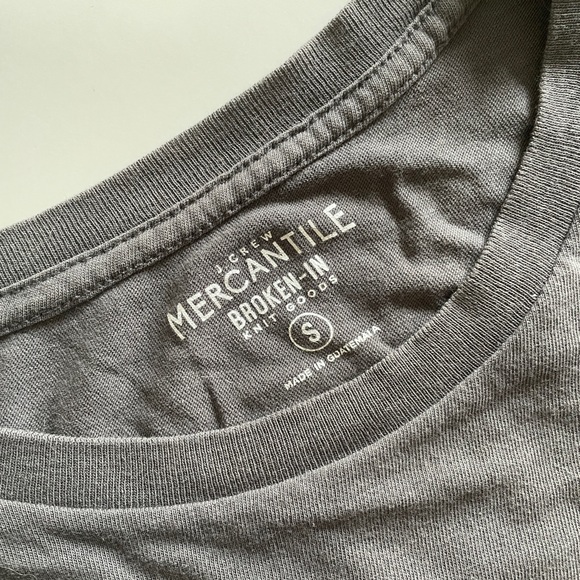 J.CREW
MERCANTILE
BROKEN-IN
KNIT GOODS
S
MADE IN GUATEMALA